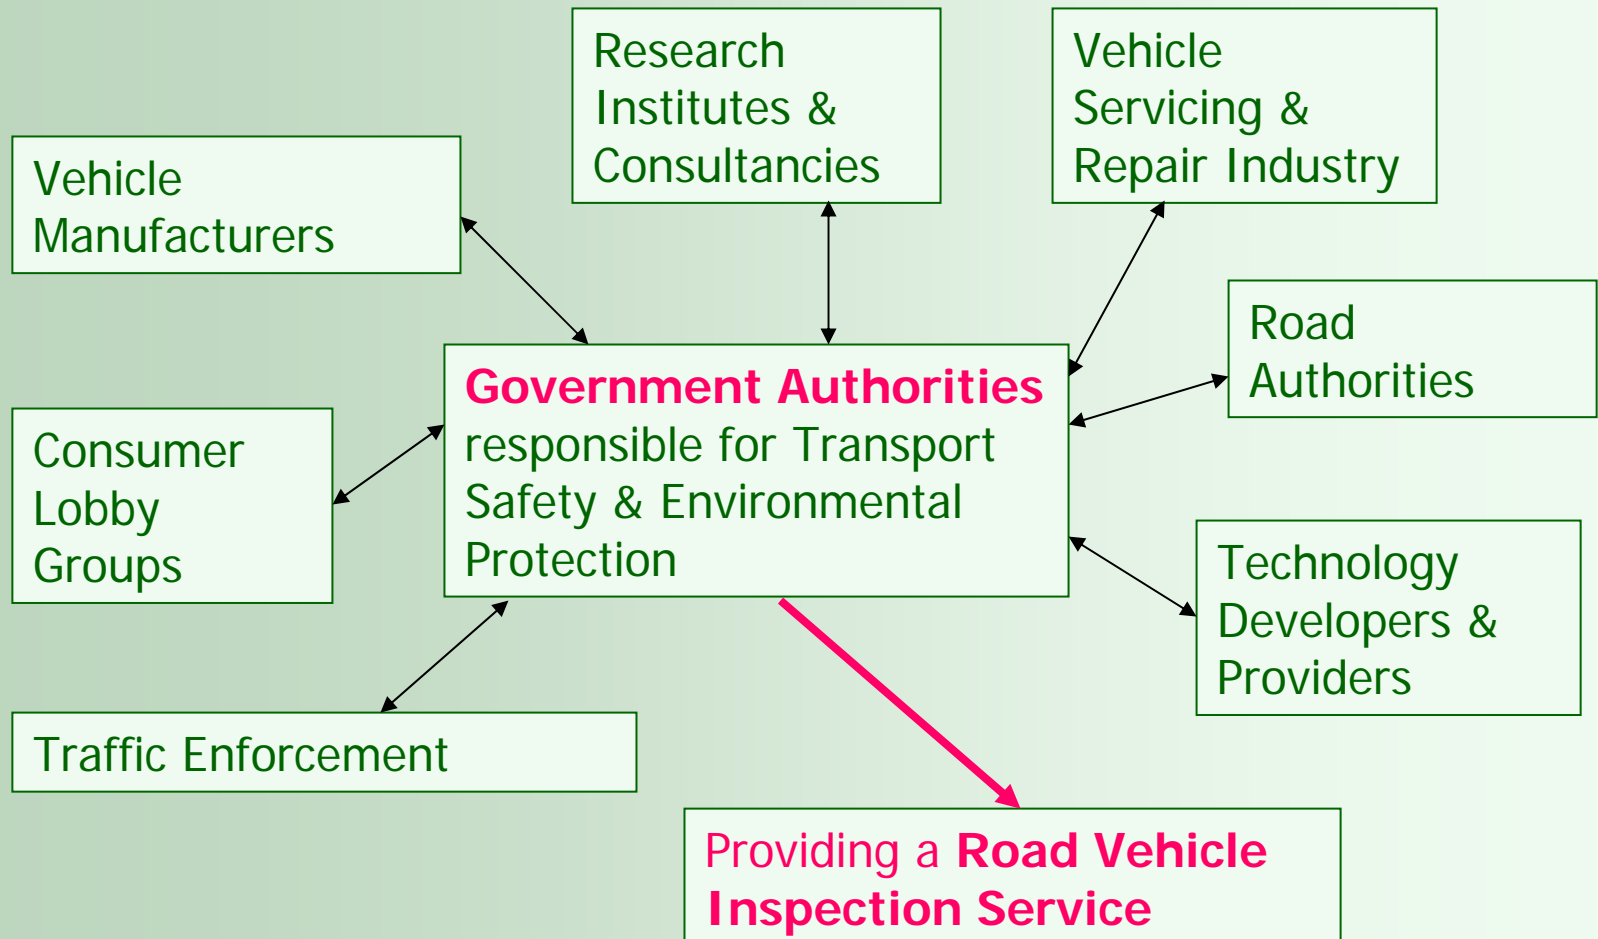 Research
Institutes &
Consultancies
Vehicle
Servicing &
Repair Industry
Vehicle
Manufacturers
Road
Authorities
Government Authorities
responsible for Transport
Safety & Environmental
Protection
Consumer
Lobby
Groups
Technology
Developers &
Providers
Traffic Enforcement
Providing a Road Vehicle
Inspection Service